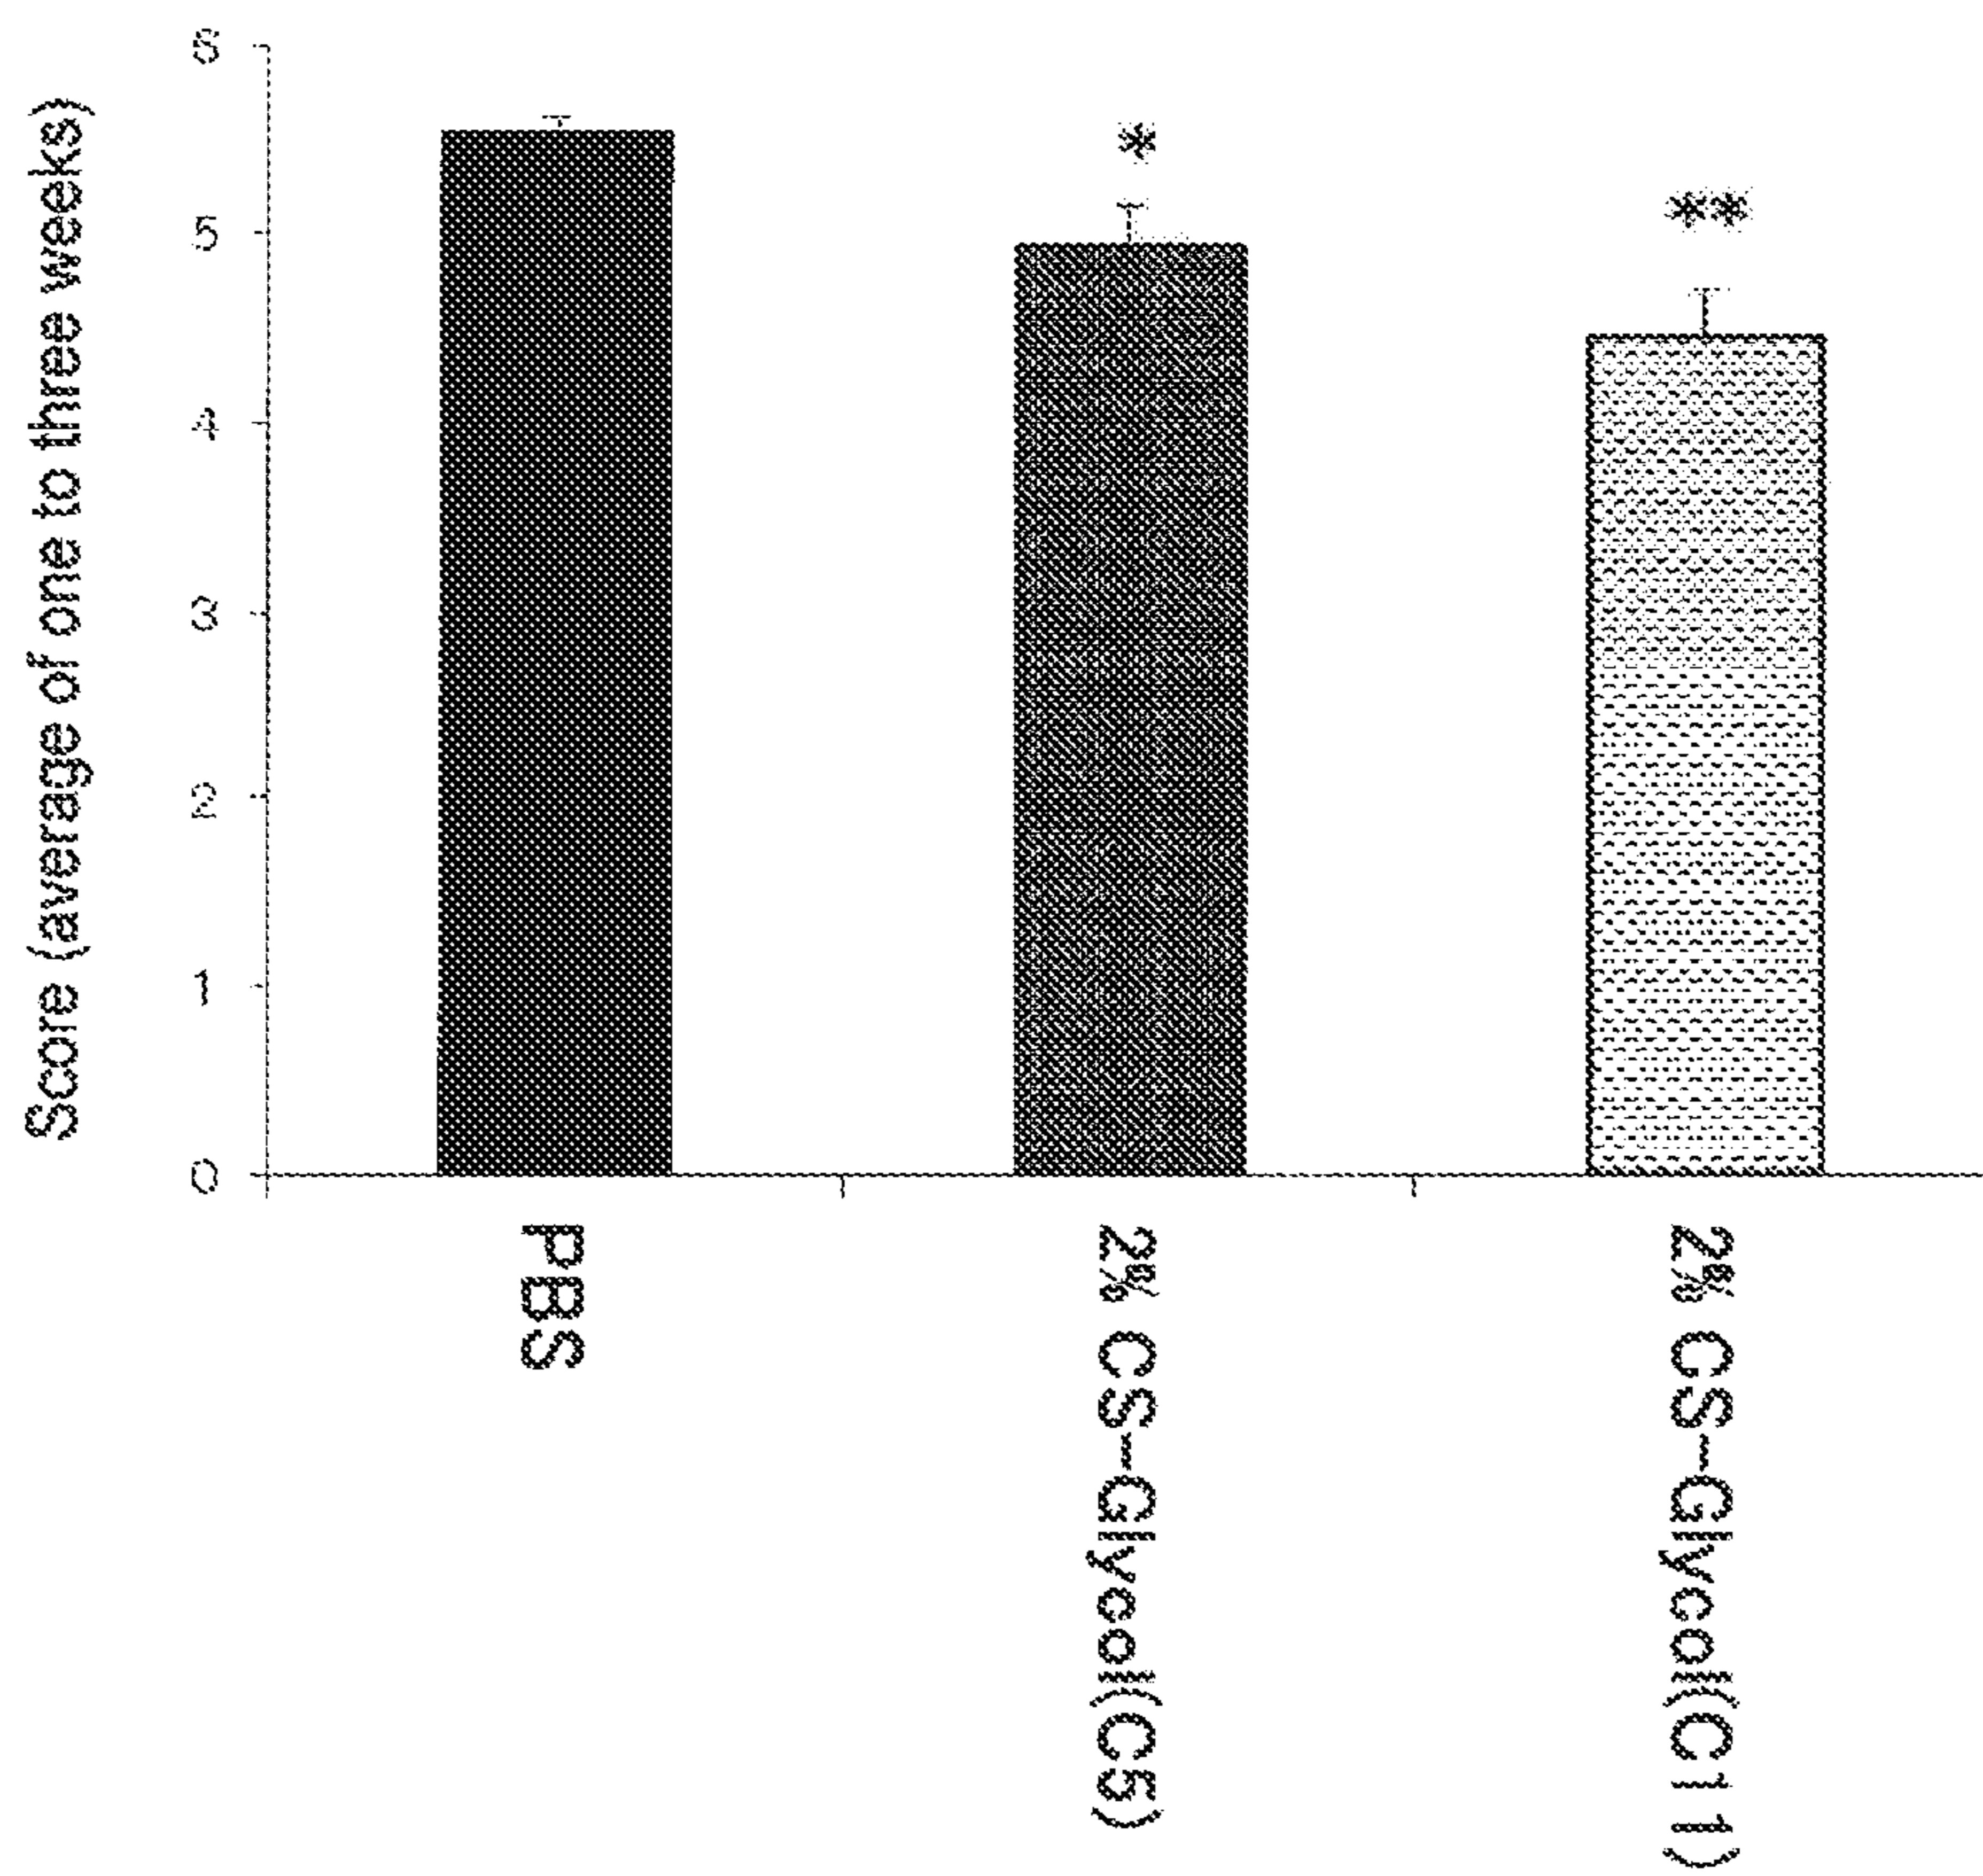 Score (average of one to three weeks)
6
5
4
3
2
1
0
*
**
PBS
2% CS-Glycol(C5)
2% CS-Glycol(C11)